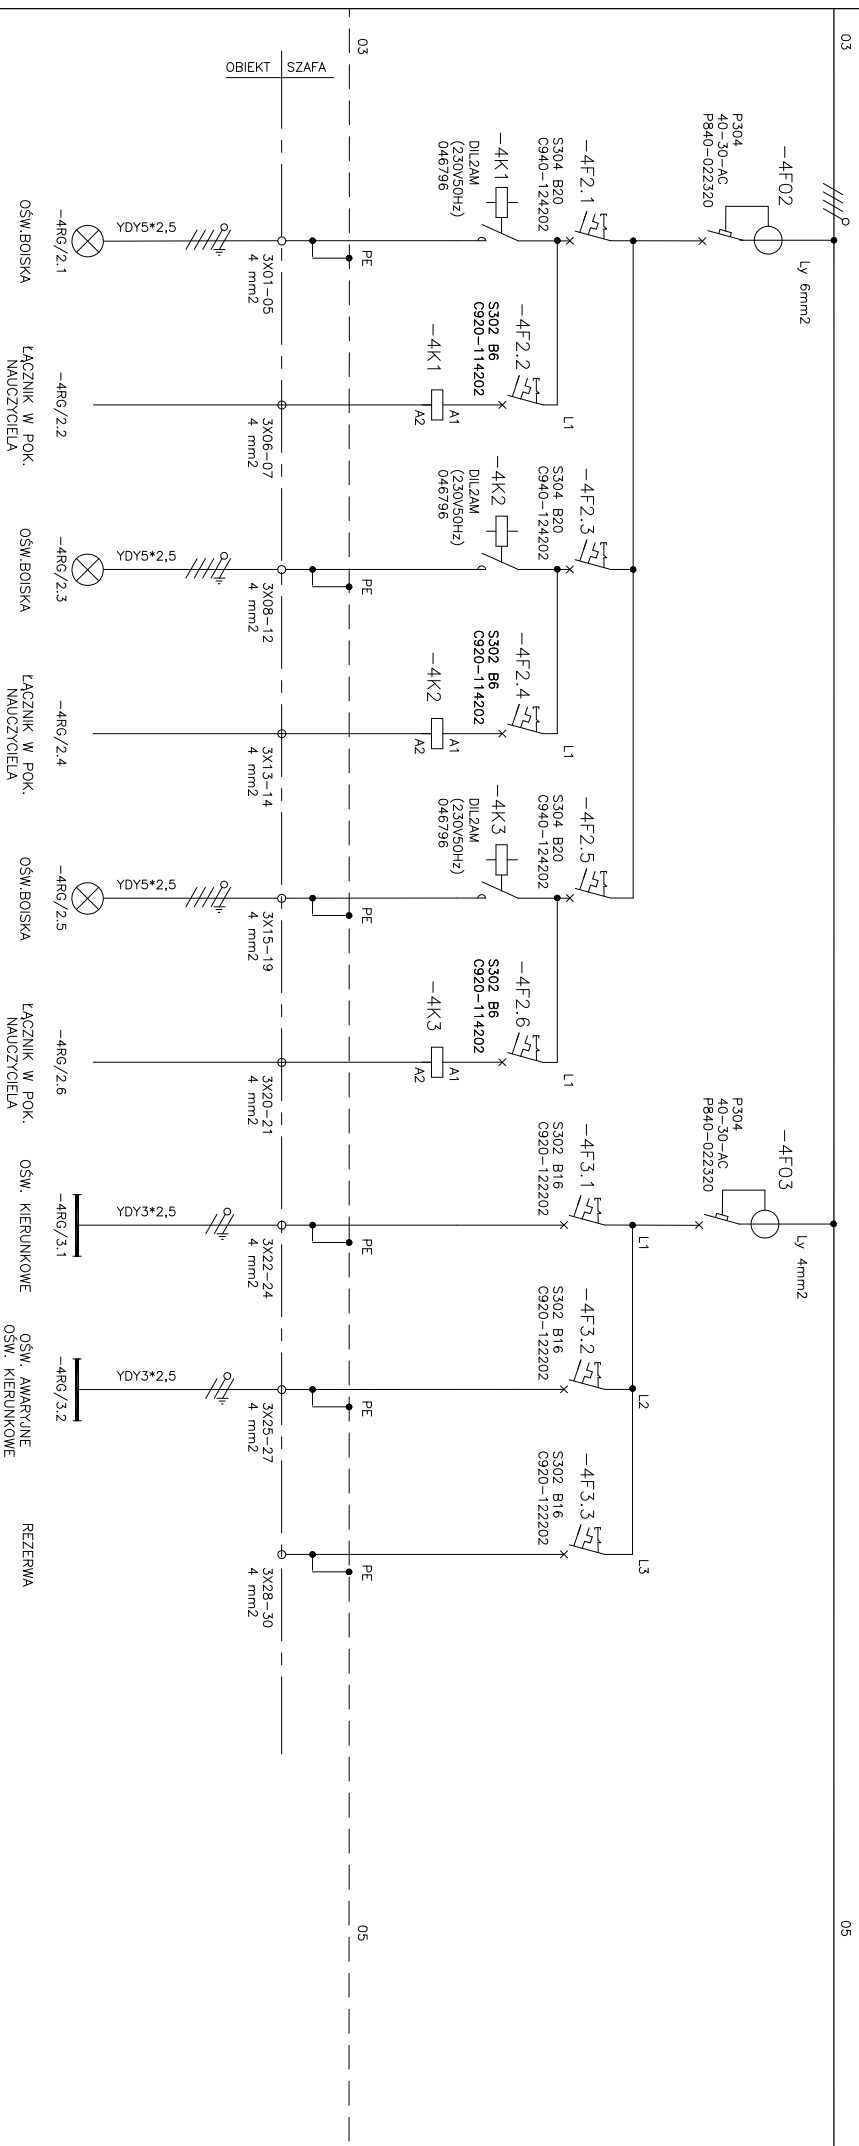 03
05
-4F02
P304
40-30-AC
P840-022320
Ly 6mm2
-4F03
P304
40-30-AC
P840-022320
Ly 4mm2
-4F2.1
S304 B20
C940-124202
-4K1
DIL2AM
(230V50Hz)
046796
-4F2.2
S302 B6
C920-114202
L1
-4K1
A1
A2
-4F2.3
S304 B20
C940-124202
-4K2
DIL2AM
(230V50Hz)
046796
-4F2.4
S302 B6
C920-114202
L1
-4K2
A1
A2
-4F2.5
S304 B20
C940-124202
-4K3
DIL2AM
(230V50Hz)
046796
-4F2.6
S302 B6
C920-114202
L1
-4K3
A1
A2
-4F3.1
S302 B16
C920-122202
L1
-4F3.2
S302 B16
C920-122202
L2
-4F3.3
S302 B16
C920-122202
L3
03
05
PE
PE
PE
PE
PE
PE
SZAFA
OBIEKT
3X01-05
4 mm2
3X06-07
4 mm2
3X08-12
4 mm2
3X13-14
4 mm2
3X15-19
4 mm2
3X20-21
4 mm2
3X22-24
4 mm2
3X25-27
4 mm2
3X28-30
4 mm2
YDY5*2,5
YDY5*2,5
YDY5*2,5
YDY3*2,5
YDY3*2,5
-4RG/2.1
-4RG/2.2
-4RG/2.3
-4RG/2.4
-4RG/2.5
-4RG/2.6
-4RG/3.1
-4RG/3.2
OŚW.BOISKA
ŁĄCZNIK W POK.
NAUCZYCIELA
OŚW.BOISKA
ŁĄCZNIK W POK.
NAUCZYCIELA
OŚW.BOISKA
ŁĄCZNIK W POK.
NAUCZYCIELA
OŚW. KIERUNKOWE
OŚW. AWARYJNE
OŚW. KIERUNKOWE
REZERWA